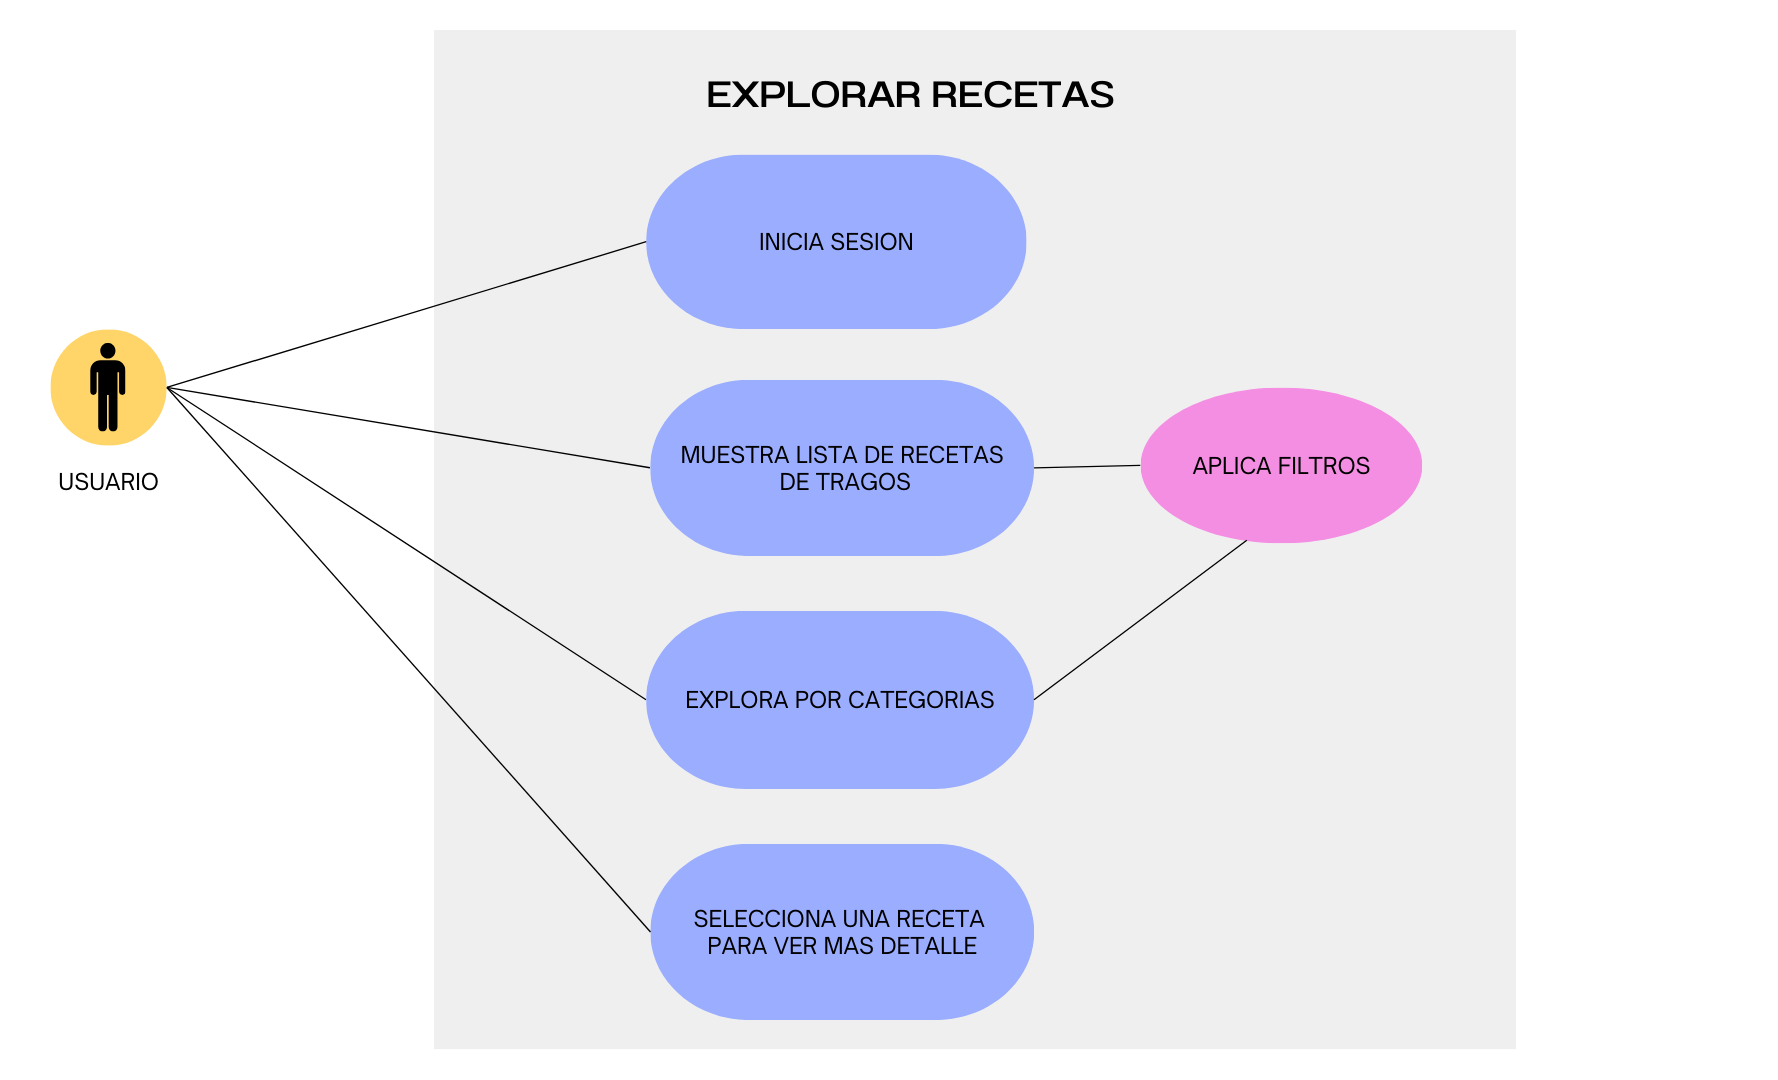 EXPLORAR RECETAS
INICIA SESION
USUARIO
MUESTRA LISTA DE RECETAS
DE TRAGOS
APLICA FILTROS
EXPLORA POR CATEGORIAS
SELECCIONA UNA RECETA
PARA VER MAS DETALLE